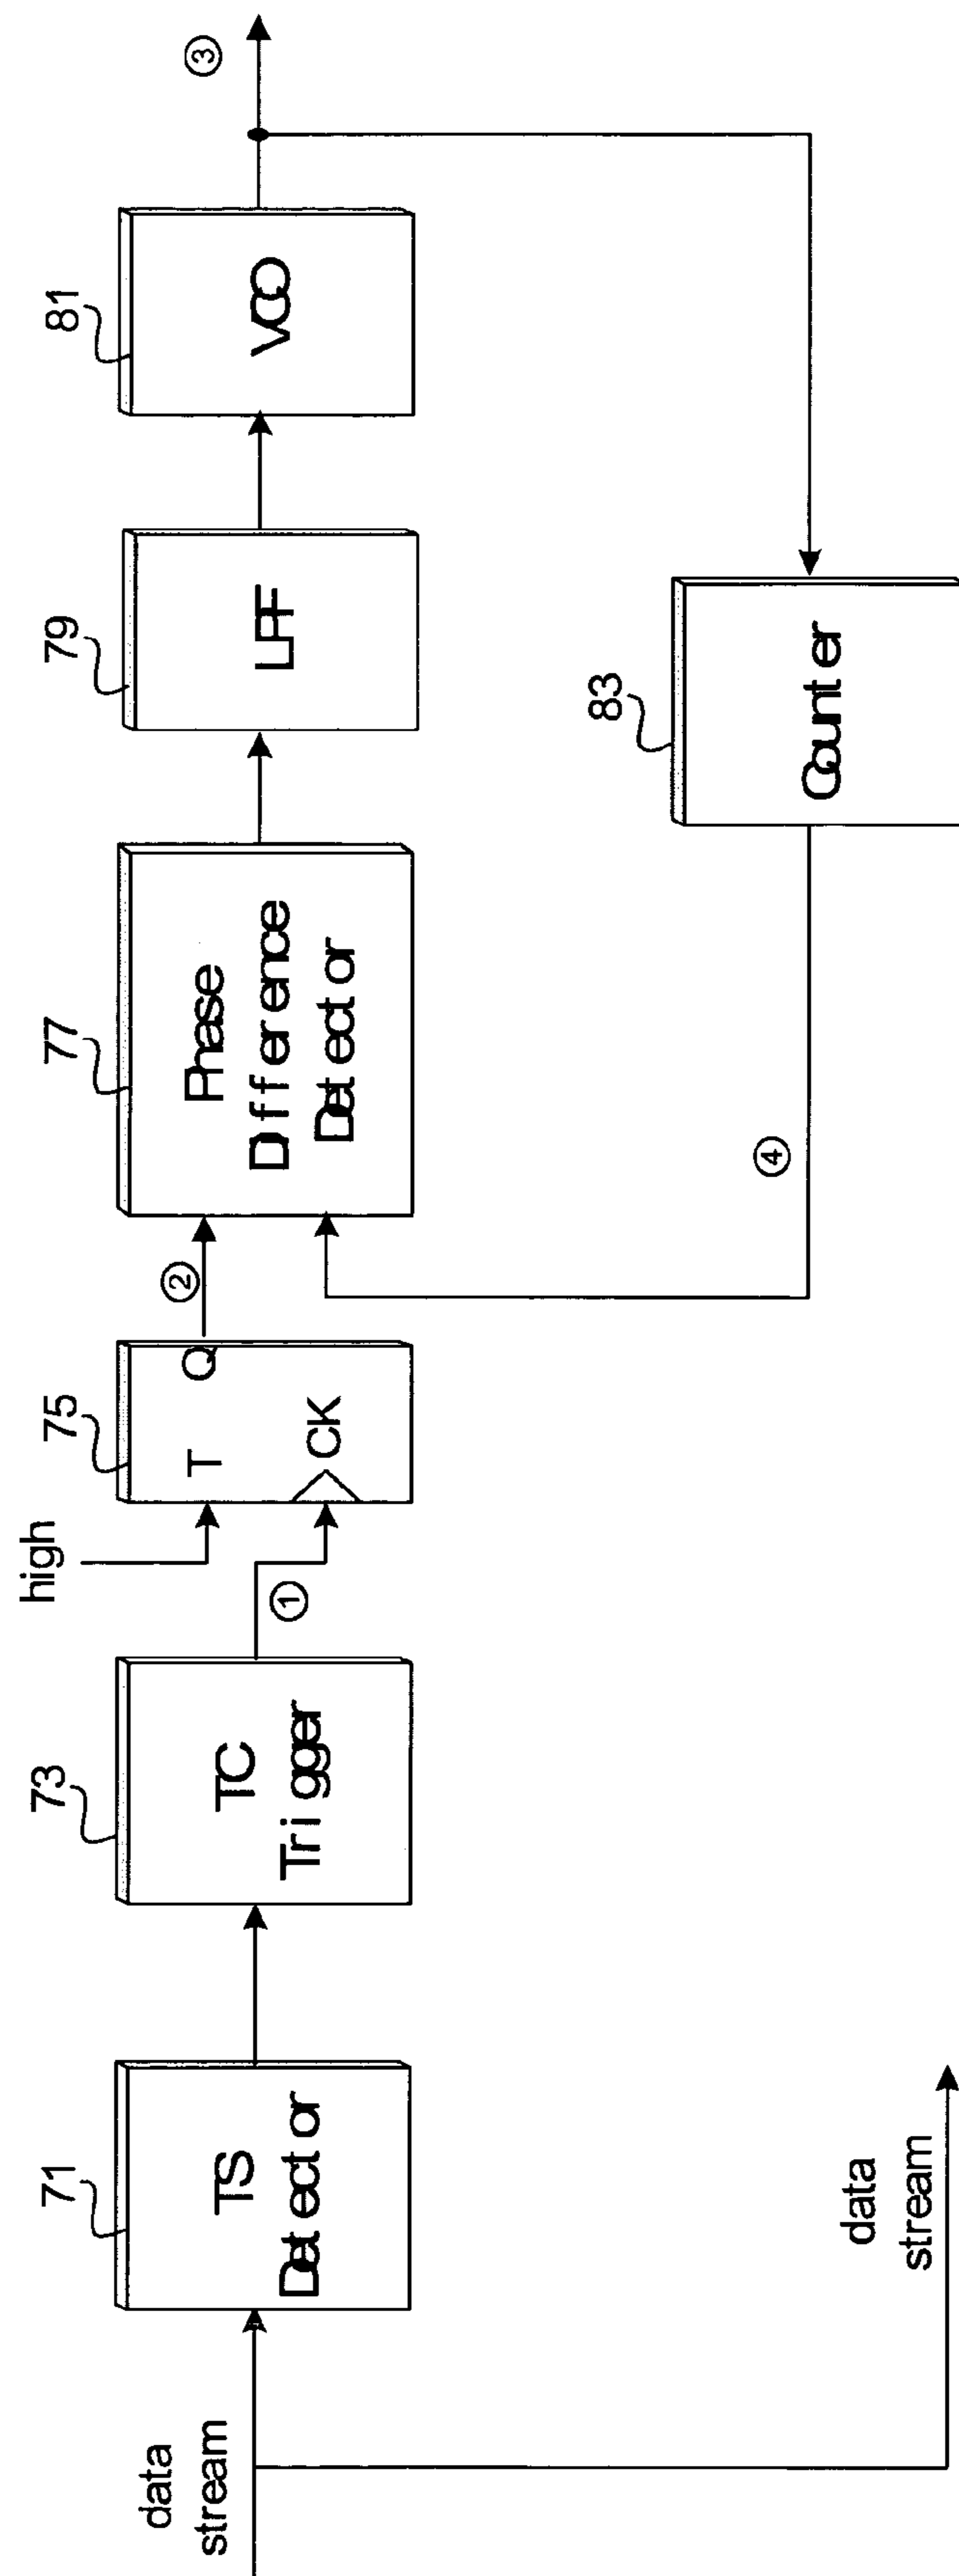 data
stream
71
TS
Detector
73
TC
Trigger
①
high
75
T Q
CK
②
77
Phase
Difference
Detector
79
LPF
81
VCO
③
83
Counter
④
data
stream